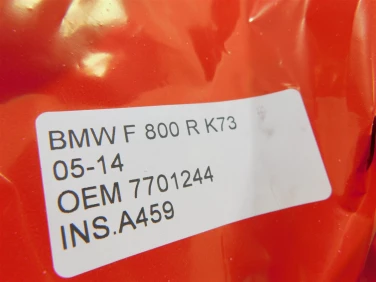 BMW F 800 R K73
05-14
OEM 7701244
INS.A459